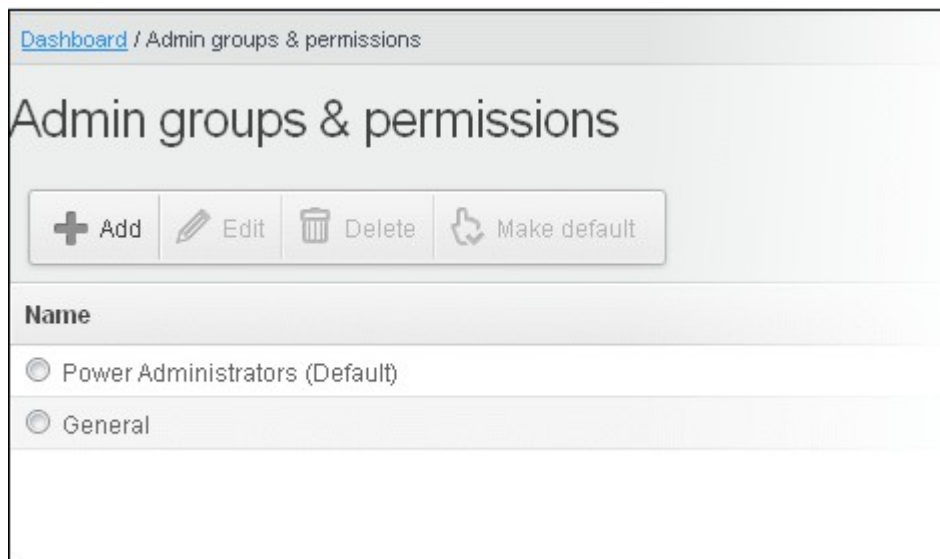 Dashboard / Admin groups & permissions
Admin groups & permissions
Add Edit Delete Make default
Name
Power Administrators (Default)
General